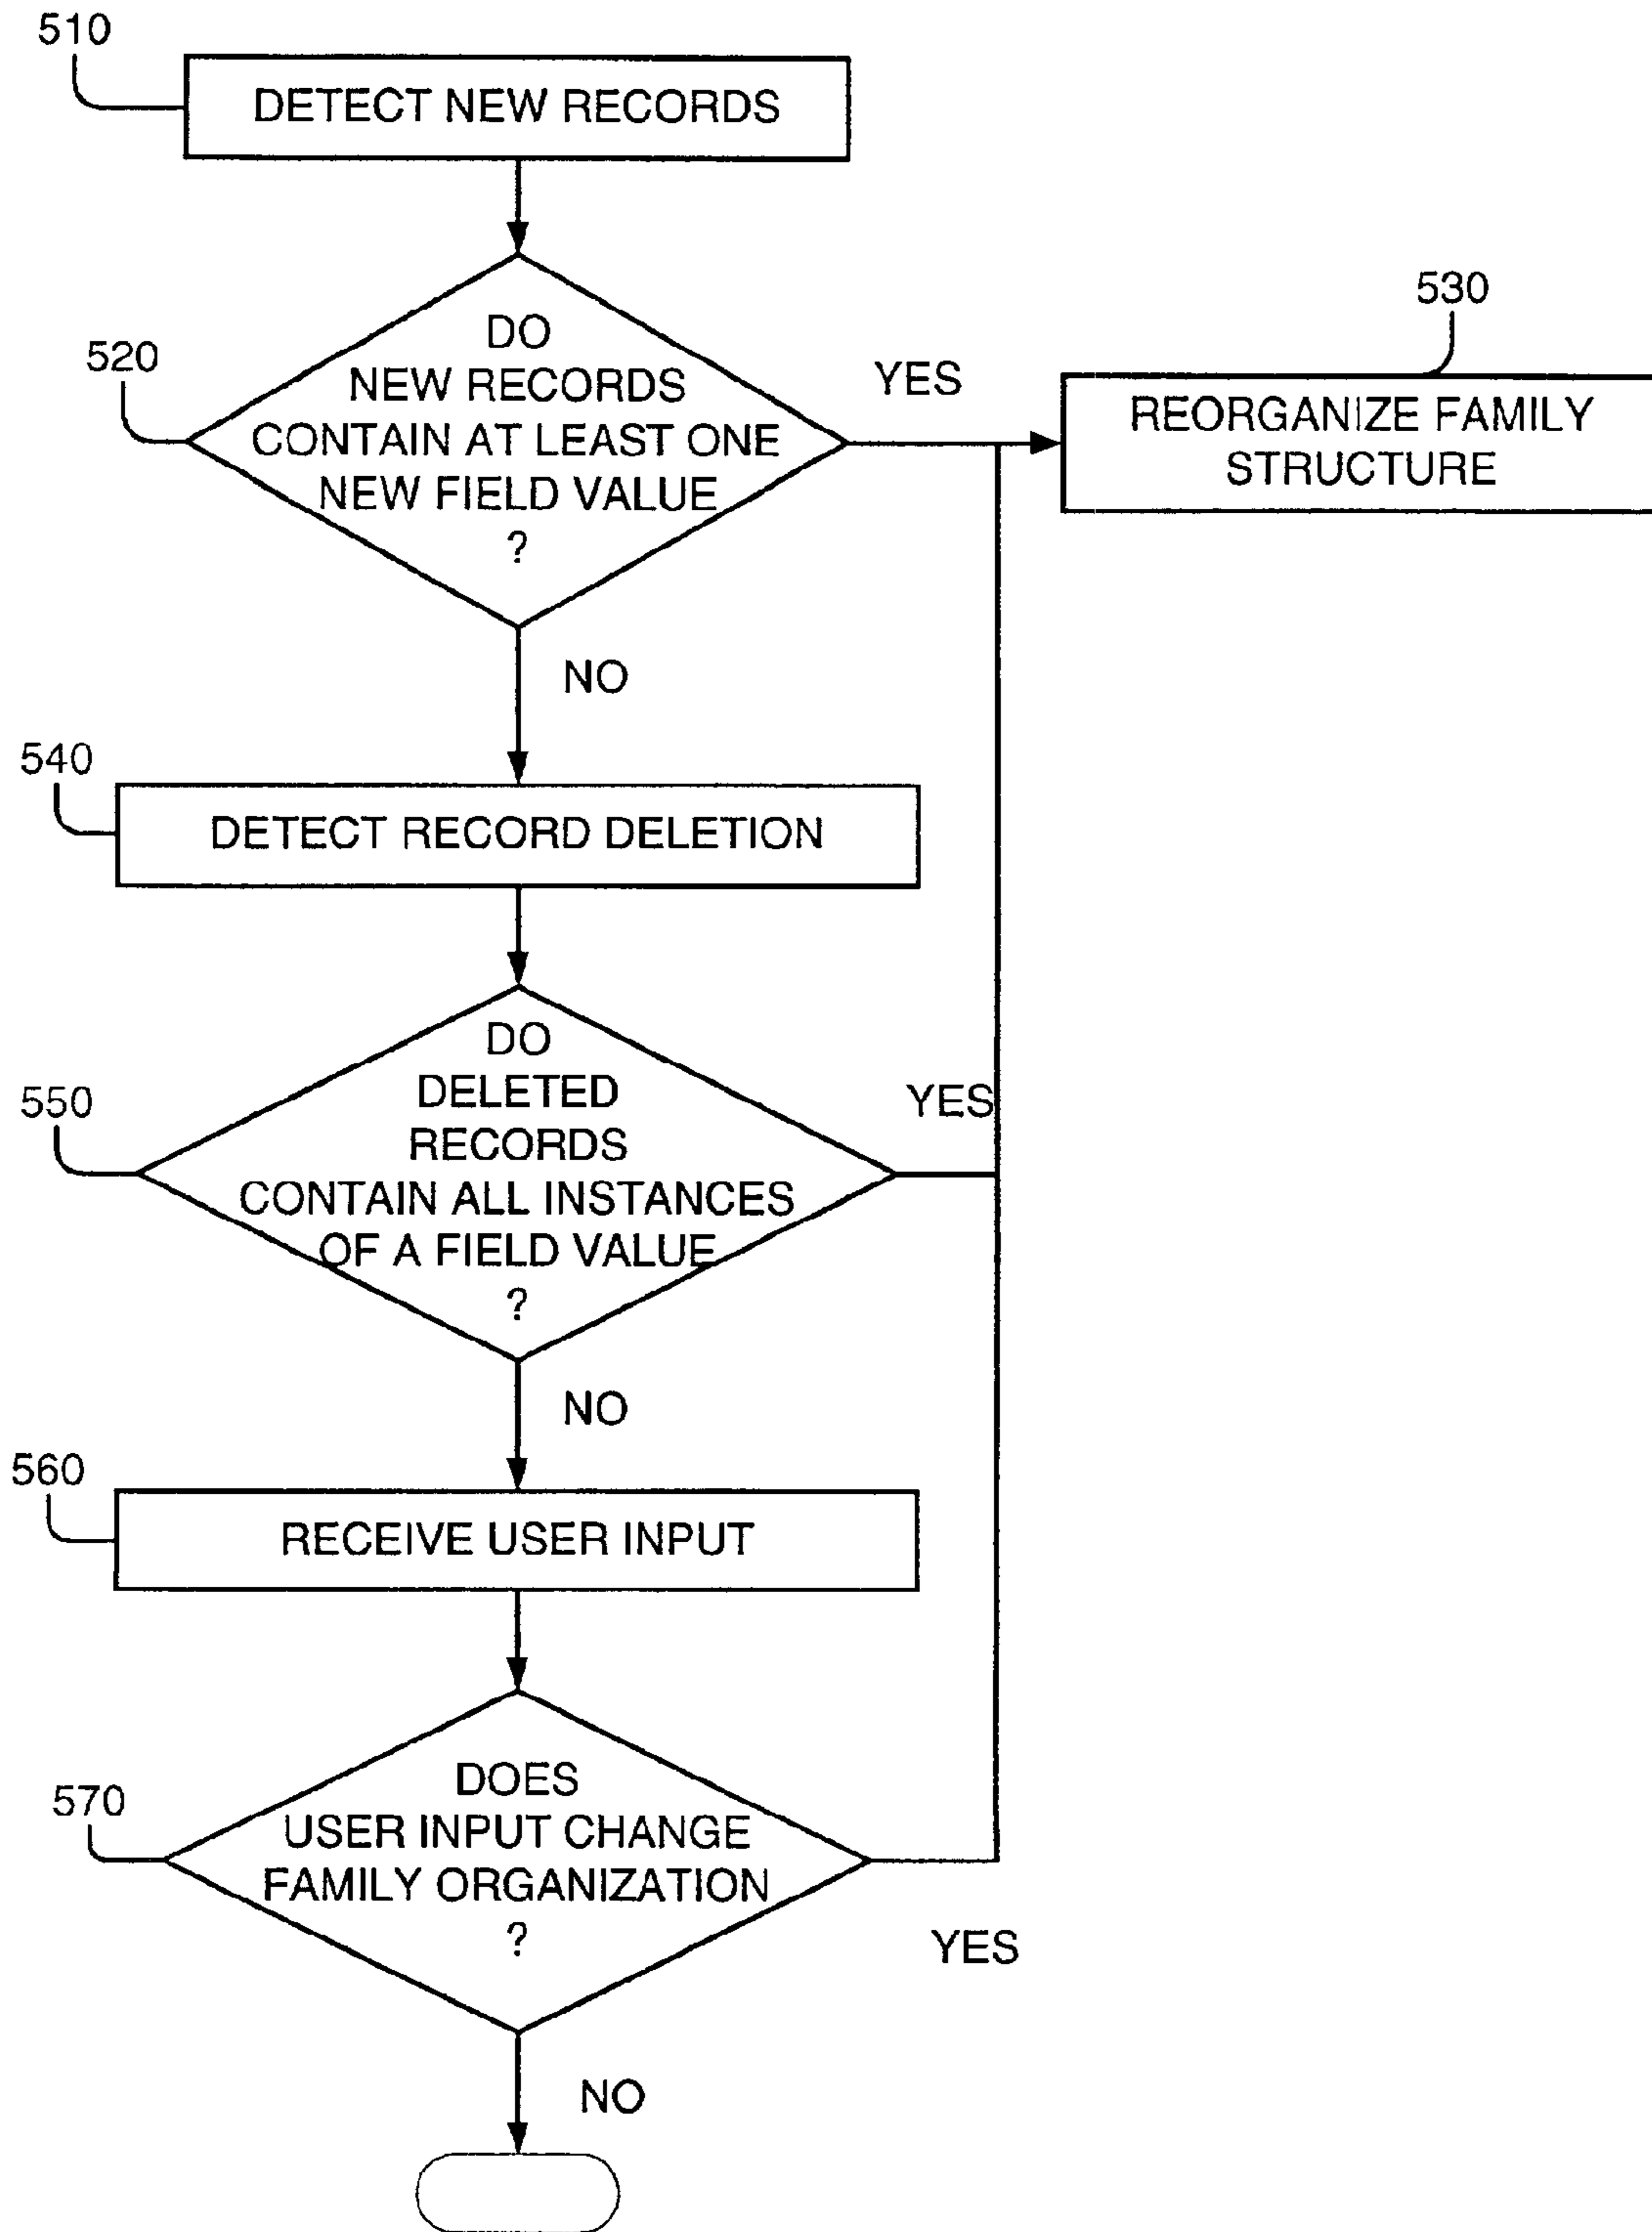 510
DETECT NEW RECORDS
520
DO
NEW RECORDS
CONTAIN AT LEAST ONE
NEW FIELD VALUE
?
YES
530
REORGANIZE FAMILY
STRUCTURE
NO
540
DETECT RECORD DELETION
550
DO
DELETED
RECORDS
CONTAIN ALL INSTANCES
OF A FIELD VALUE
?
YES
NO
560
RECEIVE USER INPUT
570
DOES
USER INPUT CHANGE
FAMILY ORGANIZATION
?
YES
NO